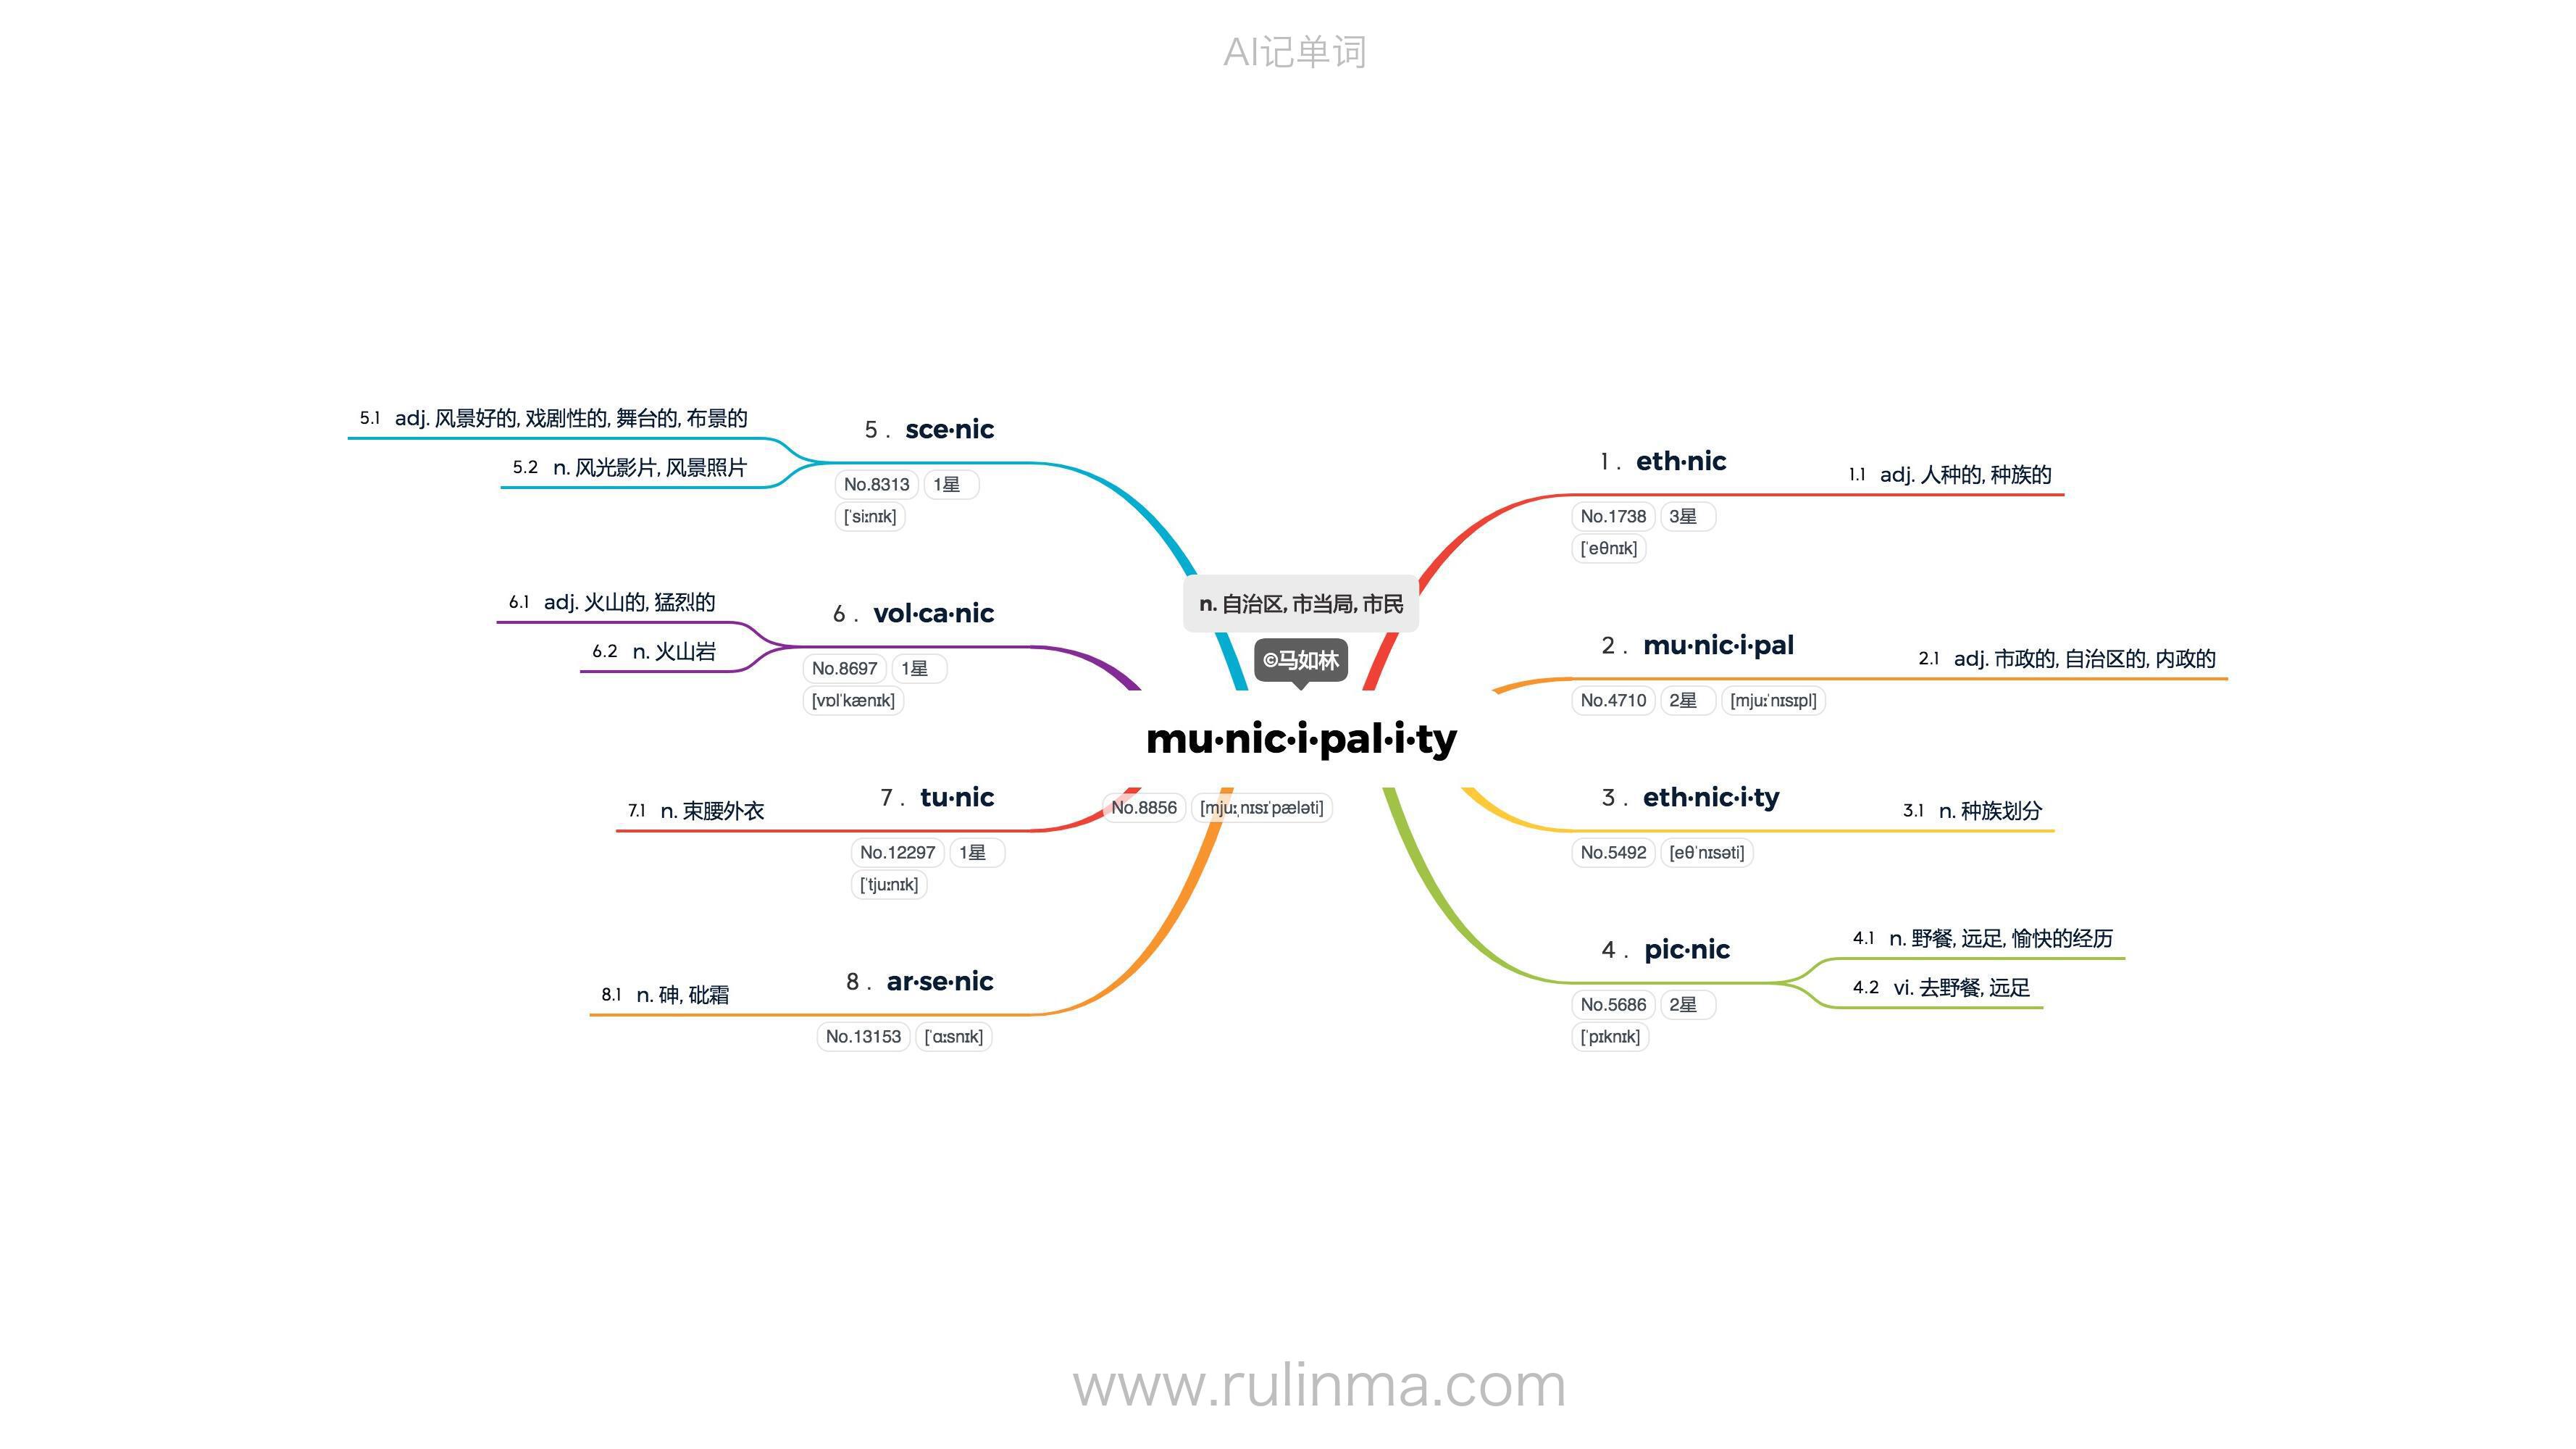 AI记单词
n. 自治区, 市当局, 市民
©马如林
mu·nic·i·pal·i·ty
No.8856 [mjuːˌnɪsɪˈpæləti]
1 . eth·nic
No.1738 3星
[ˈeθnɪk]
1.1 adj. 人种的, 种族的
2 . mu·nic·i·pal
No.4710 2星 [mjuːˈnɪsɪpl]
2.1 adj. 市政的, 自治区的, 内政的
3 . eth·nic·i·ty
No.5492 [eθˈnɪsəti]
3.1 n. 种族划分
4 . pic·nic
No.5686 2星
[ˈpɪknɪk]
4.1 n. 野餐, 远足, 愉快的经历
4.2 vi. 去野餐, 远足
5 . sce·nic
No.8313 1星
[ˈsiːnɪk]
5.1 adj. 风景好的, 戏剧性的, 舞台的, 布景的
5.2 n. 风光影片, 风景照片
6 . vol·ca·nic
No.8697 1星
[vɒlˈkænɪk]
6.1 adj. 火山的, 猛烈的
6.2 n. 火山岩
7 . tu·nic
No.12297 1星
[ˈtjuːnɪk]
7.1 n. 束腰外衣
8 . ar·se·nic
No.13153 [ˈɑːsnɪk]
8.1 n. 砷, 砒霜
www.rulinma.com